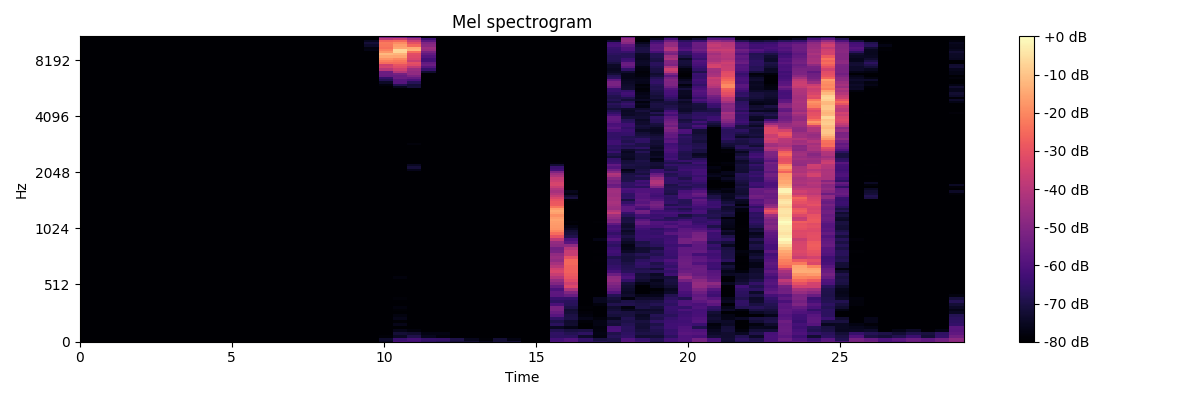 Mel spectrogram
+0 dB
8192
-10 dB
4096
-20 dB
-30 dB
Hz
2048
-40 dB
1024
-50 dB
-60 dB
512
-70 dB
0
-80 dB
0 5 10 15 20 25
Time